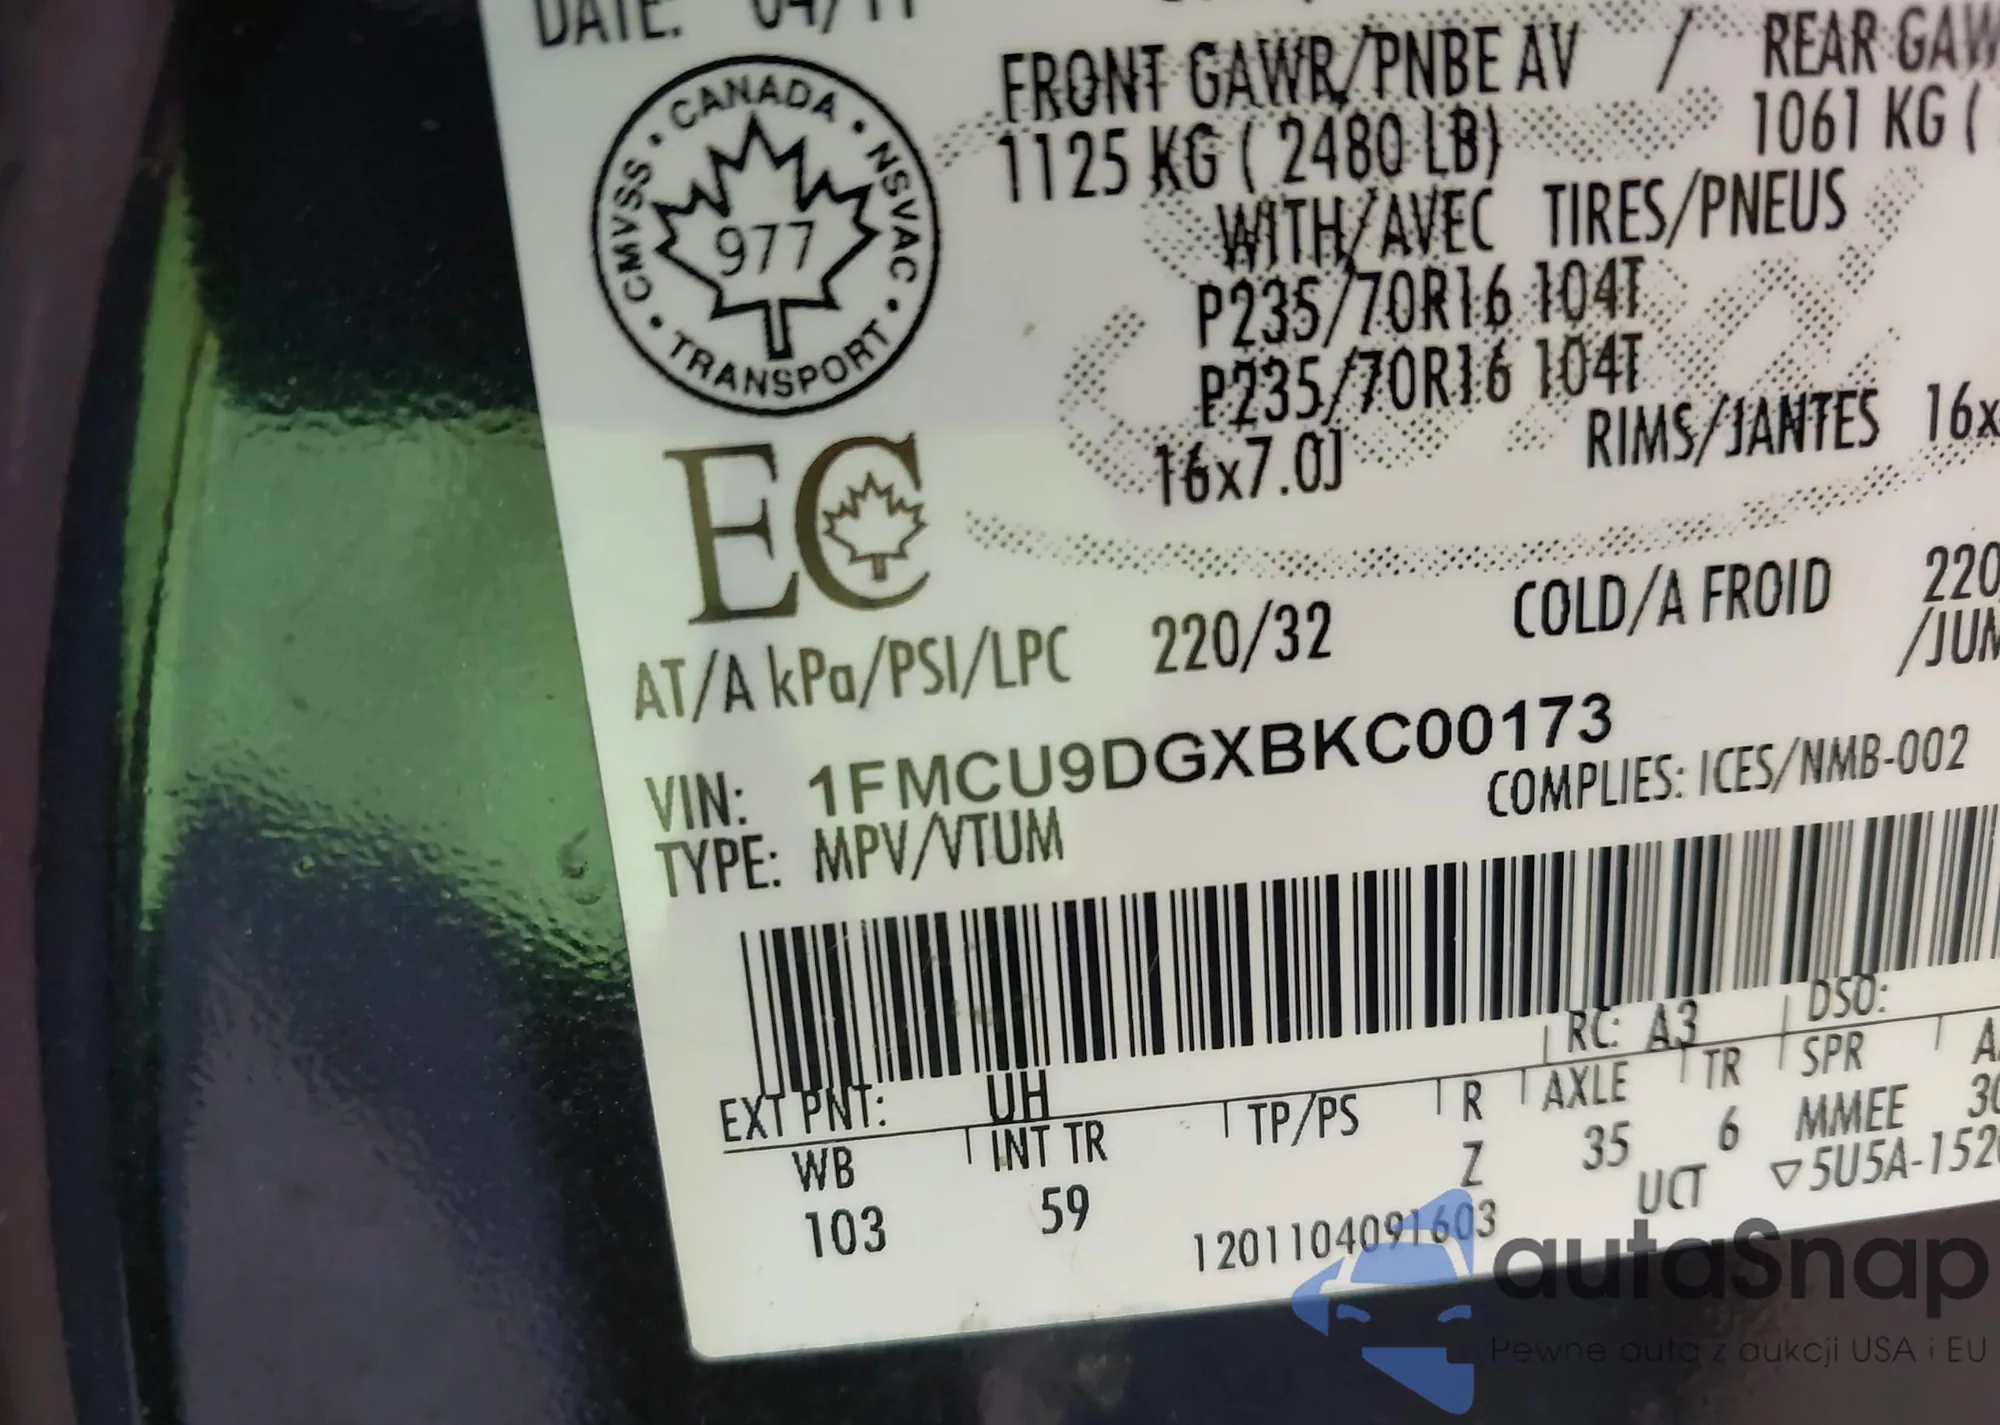 DATE: 04/11
CANADA • NSVAC • TRANSPORT • CMVSS •
977
FRONT GAWR/PNBE AV / REAR GAW
1125 KG ( 2480 LB) 1061 KG (
WITH/AVEC TIRES/PNEUS
P235/70R16 104T
P235/70R16 104T
16x7.0J RIMS/JANTES 16x
EC
AT/A kPa/PSI/LPC 220/32 COLD/A FROID 220
/JUM
VIN: 1FMCU9DGXBKC00173
TYPE: MPV/VTUM COMPLIES: ICES/NMB-002
EXT PNT: UH RC: A3 DSO:
WB INT TR TP/PS R AXLE TR SPR
103 59 Z 35 6 MMEE 30
1201104091603 UCT ▽5U5A-152
autaSnap
Pewne auta z aukcji USA i EU